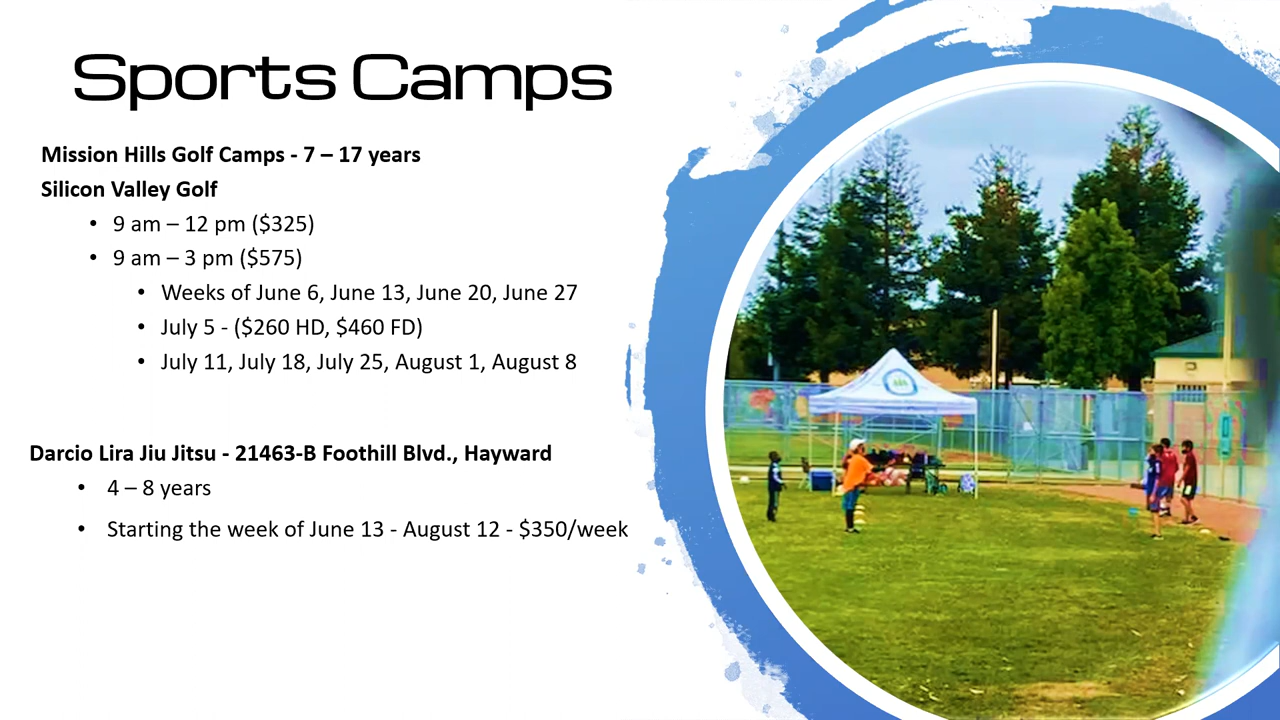 Sports Camps
Mission Hills Golf Camps - 7 – 17 years
Silicon Valley Golf
• 9 am – 12 pm ($325)
• 9 am – 3 pm ($575)
• Weeks of June 6, June 13, June 20, June 27
• July 5 - ($260 HD, $460 FD)
• July 11, July 18, July 25, August 1, August 8
Darcio Lira Jiu Jitsu - 21463-B Foothill Blvd., Hayward
• 4 – 8 years
• Starting the week of June 13 - August 12 - $350/week